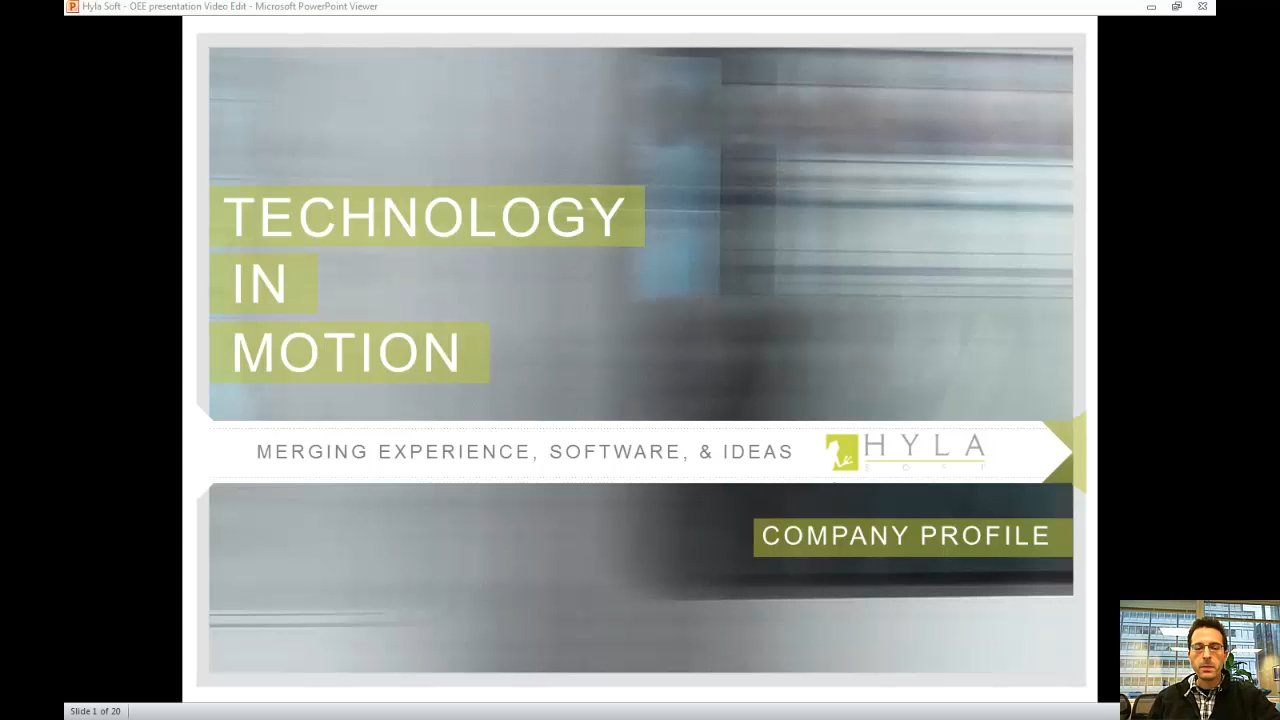 Hyla Soft - OEE presentation Video Edit - Microsoft PowerPoint Viewer
TECHNOLOGY
IN
MOTION
MERGING EXPERIENCE, SOFTWARE, & IDEAS
HYLA
SOFT
COMPANY PROFILE
Slide 1 of 20